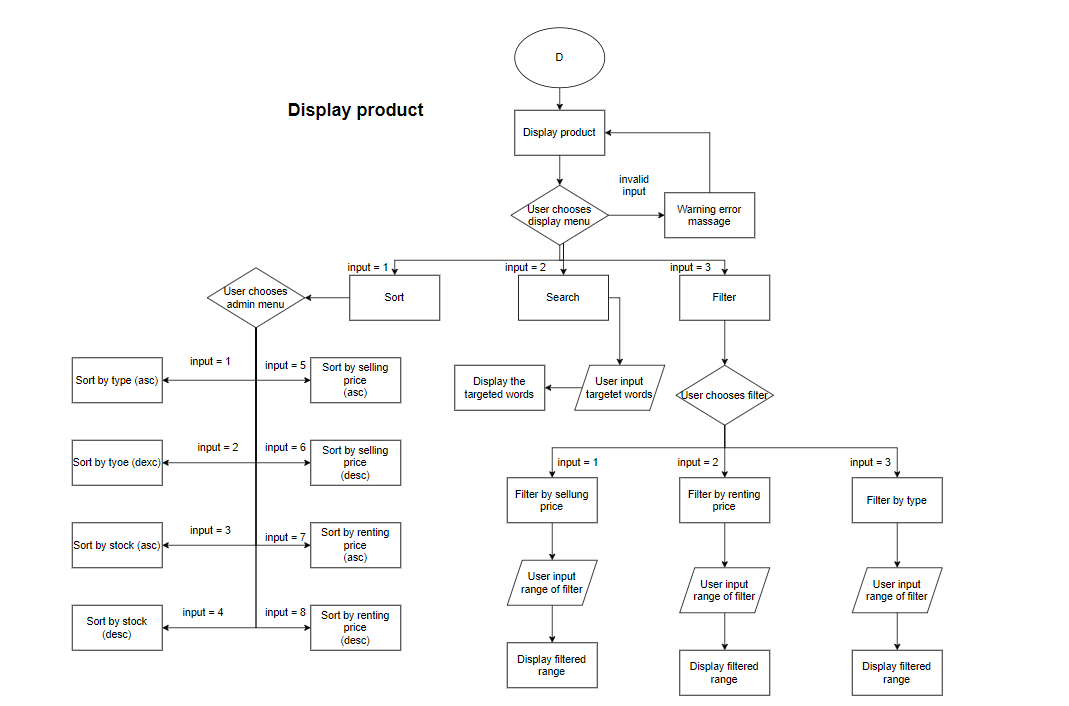 D
Display product
Display product
invalid
input
User chooses
display menu
Warning error
massage
input = 1
input = 2
input = 3
User chooses
admin menu
Sort
Search
Filter
input = 1
input = 5
Sort by type (asc)
Sort by selling
price
(asc)
Display the
targeted words
User input
targetet words
User chooses filter
input = 2
input = 6
Sort by tyoe (dexc)
Sort by selling
price
(desc)
input = 1
input = 2
input = 3
Filter by sellung
price
Filter by renting
price
Filter by type
input = 3
input = 7
Sort by stock (asc)
Sort by renting
price
(asc)
User input
range of filter
User input
range of filter
User input
range of filter
input = 4
input = 8
Sort by stock
(desc)
Sort by renting
price
(desc)
Display filtered
range
Display filtered
range
Display filtered
range